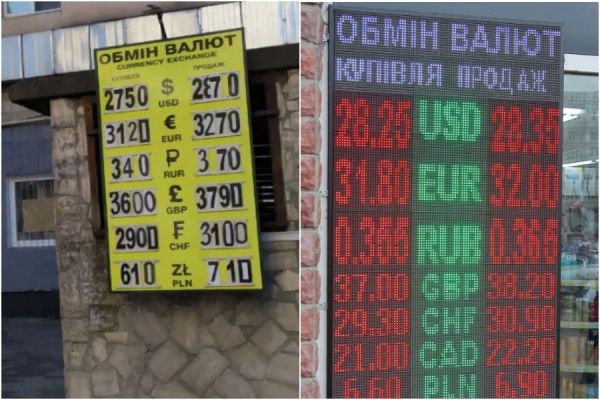 ОБМІН ВАЛЮТ
CURRENCY EXCHANGE
КУПІВЛЯ $ ПРОДАЖ
2750 USD 2870
3120 € EUR 3270
340 ₽ RUR 370
3600 £ GBP 3790
2900 ₣ CHF 3100
610 ZŁ PLN 710
ОБМІН ВАЛЮТ
КУПІВЛЯ ПРОДАЖ
28.25 USD 28.35
31.80 EUR 32.00
0.365 RUB 0.366
37.00 GBP 38.20
29.30 CHF 30.90
21.00 CAD 22.20
6.60 PLN 6.90